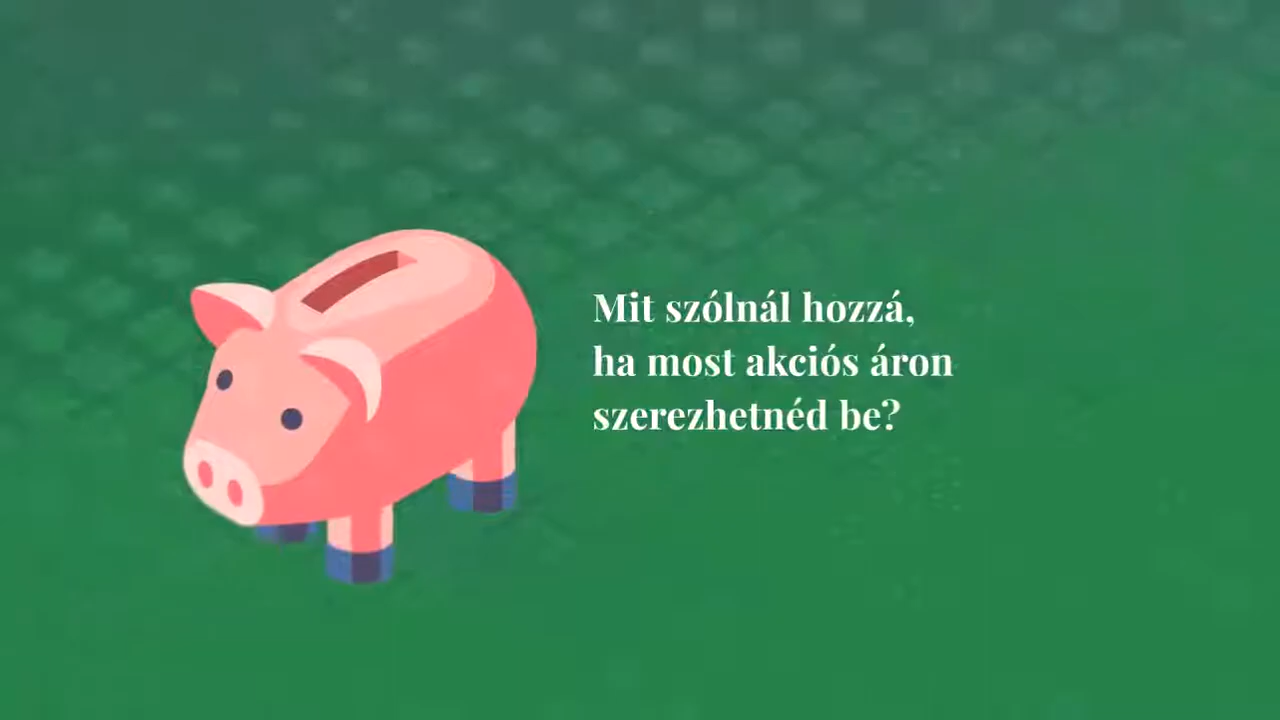 Mit szólnál hozzá,
ha most akciós áron
szerezhetnéd be?